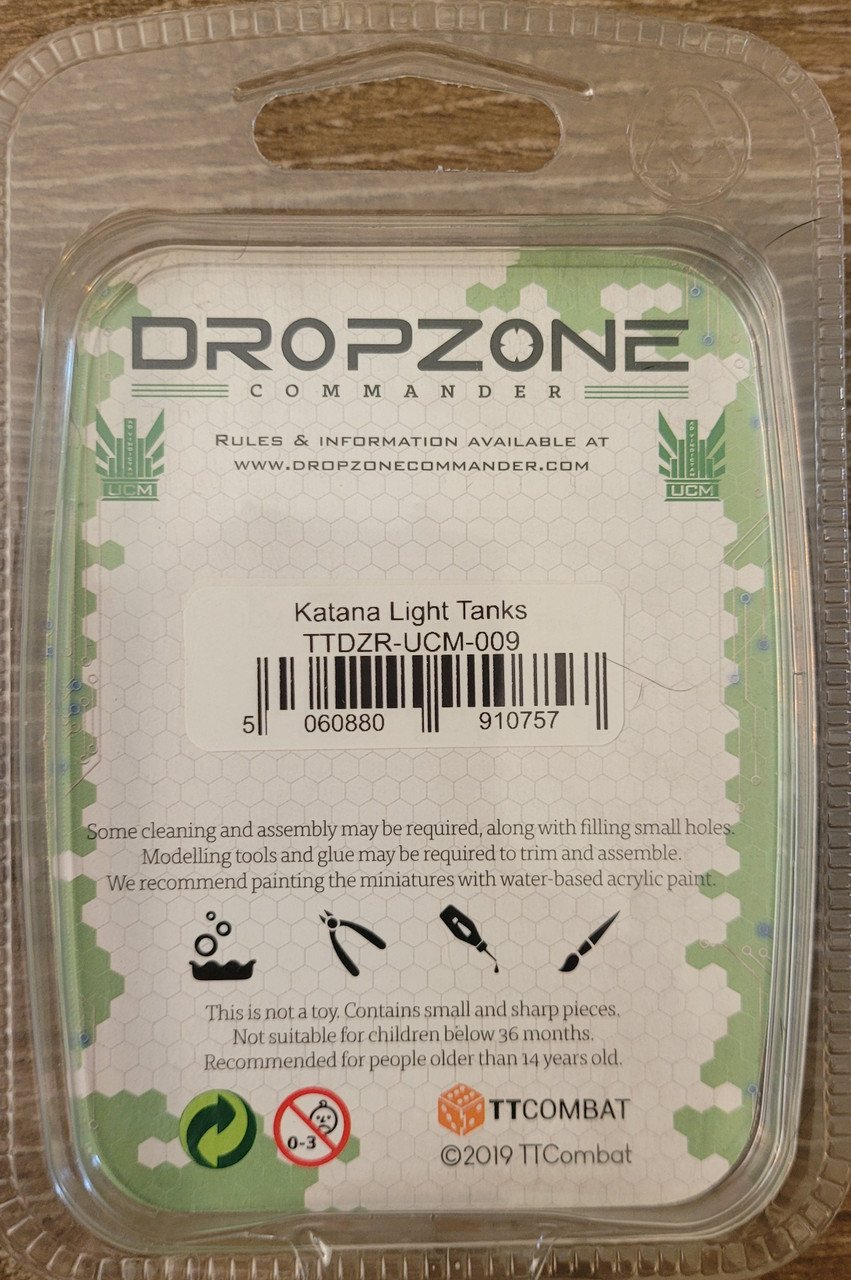 DROPZONE
COMMANDER
RULES & INFORMATION AVAILABLE AT
WWW.DROPZONECOMMANDER.COM
UCM
UCM
Katana Light Tanks
TTDZR-UCM-009
5 060880 910757
Some cleaning and assembly may be required, along with filling small holes.
Modelling tools and glue may be required to trim and assemble.
We recommend painting the miniatures with water-based acrylic paint.
This is not a toy. Contains small and sharp pieces.
Not suitable for children below 36 months.
Recommended for people older than 14 years old.
0-3
TTCOMBAT
©2019 TTCombat